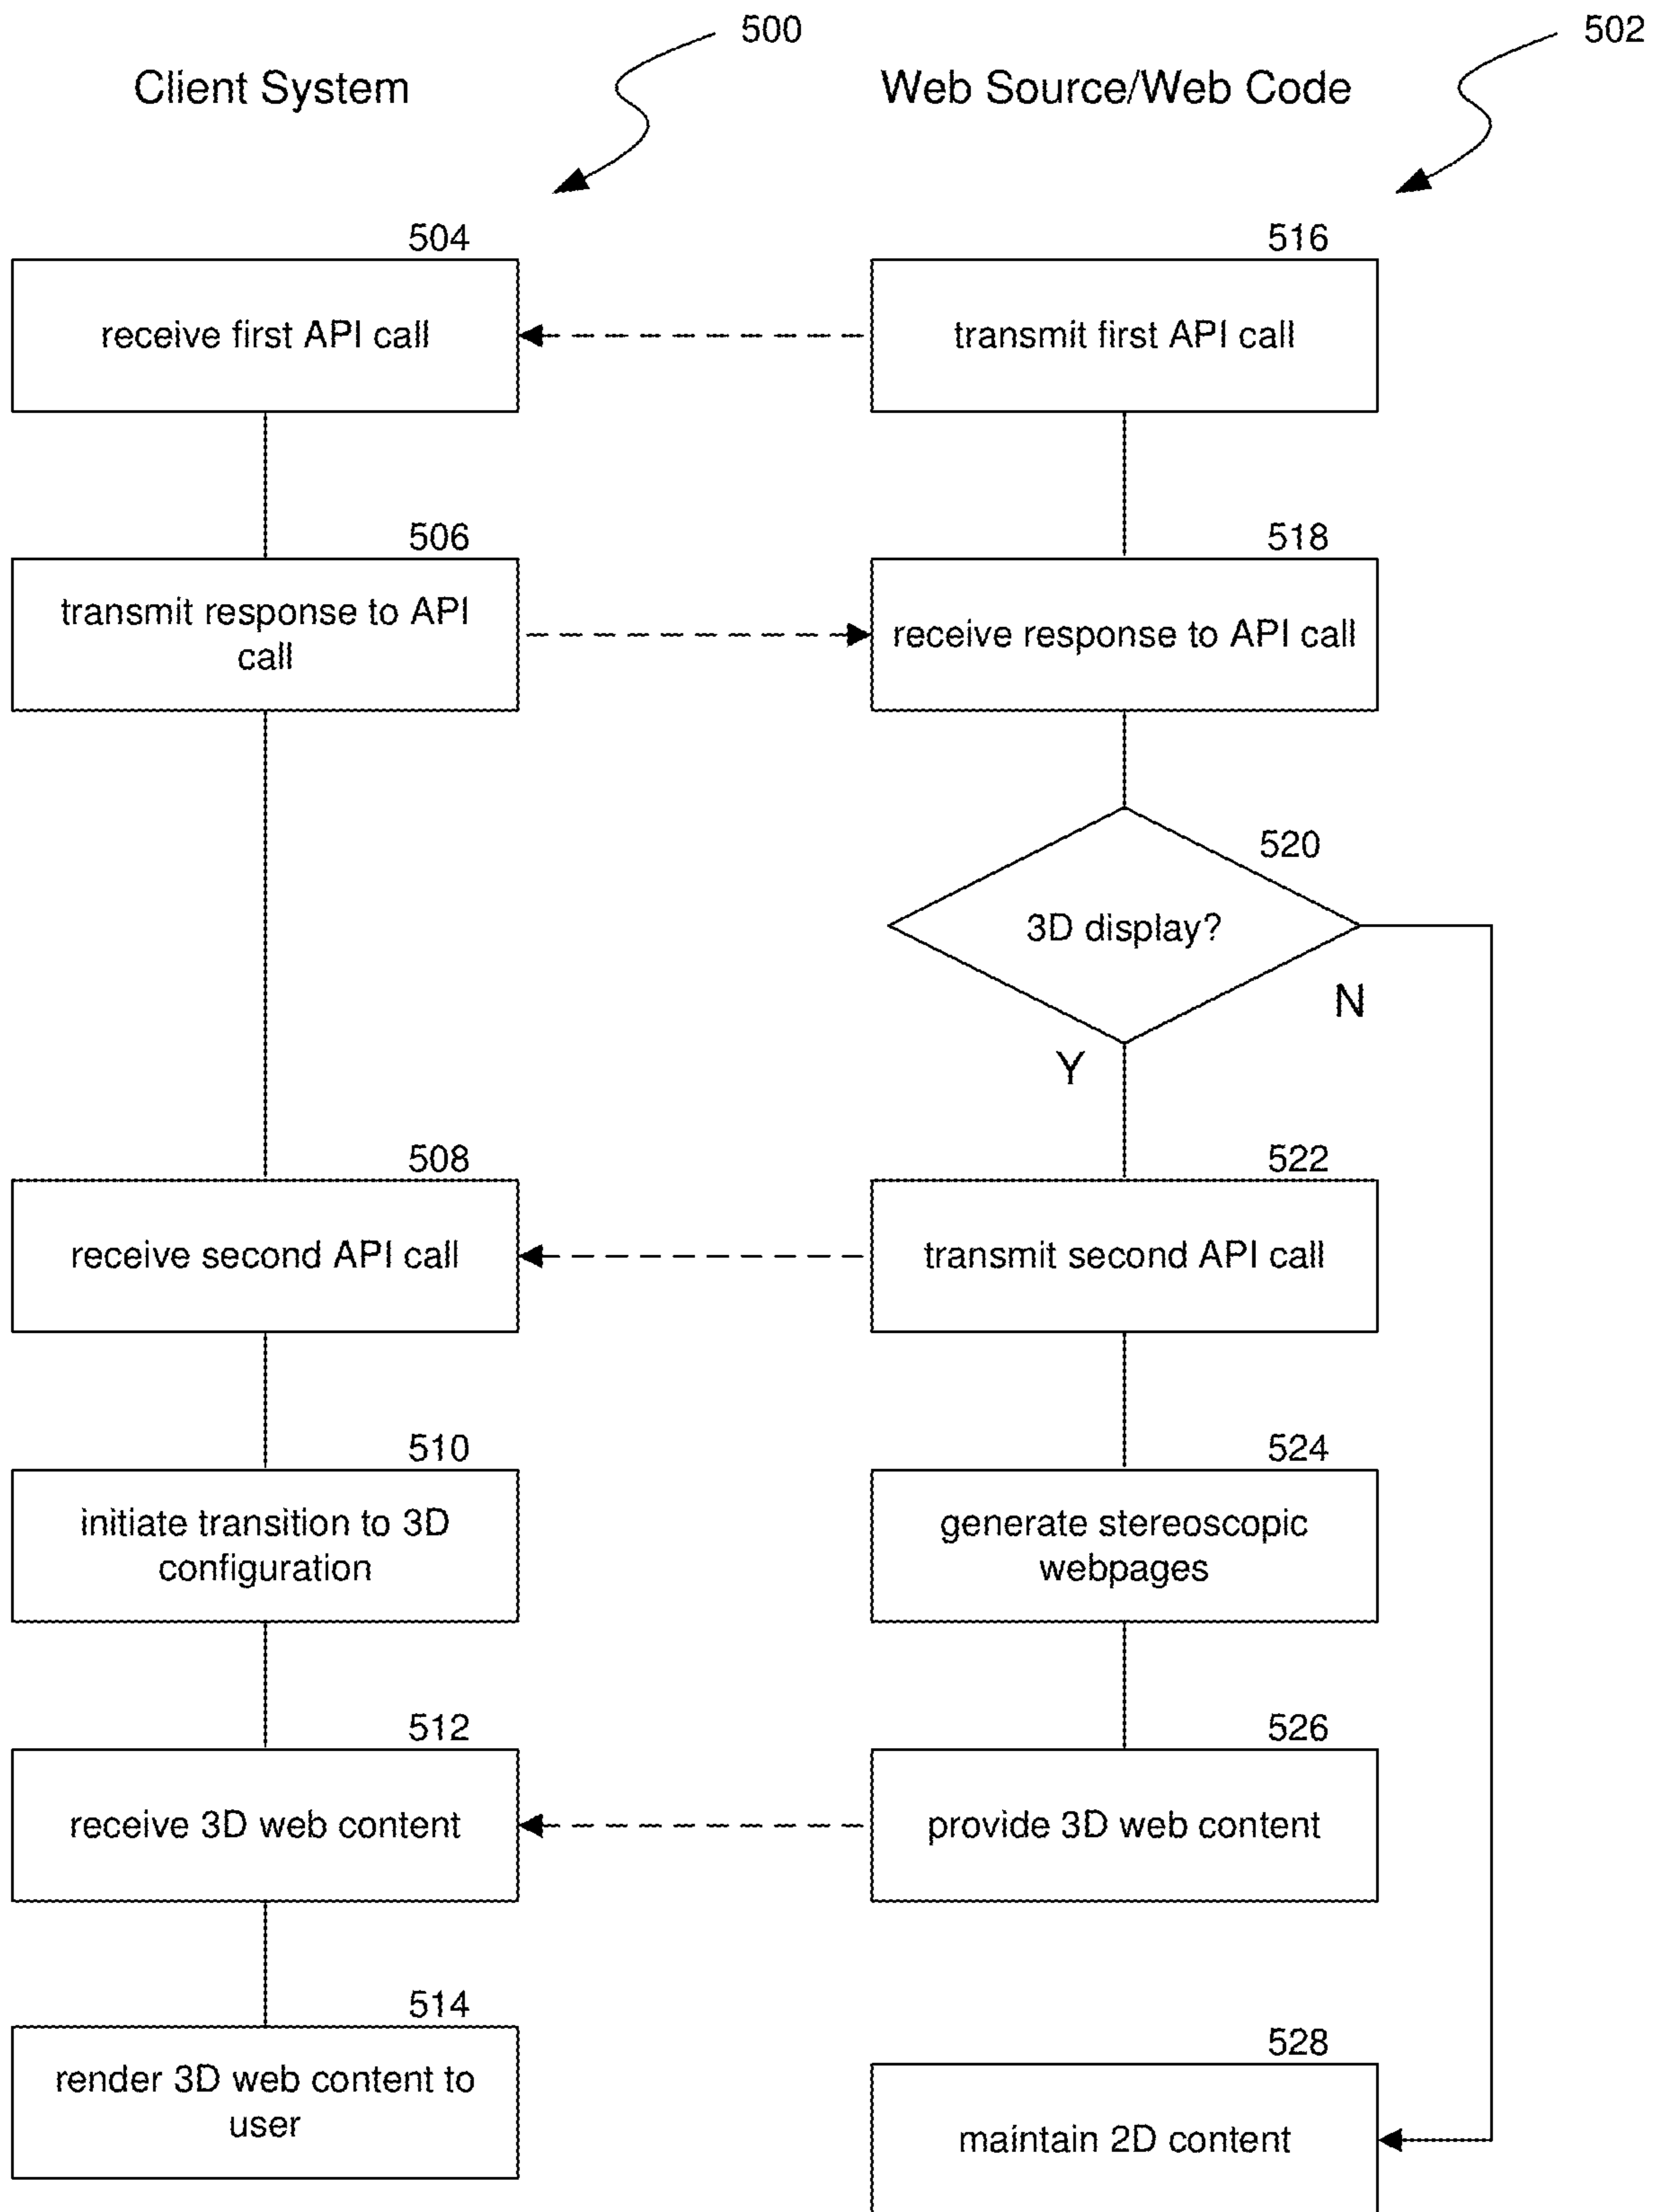 500
502
Client System
Web Source/Web Code
504
516
receive first API call
transmit first API call
506
518
transmit response to API
call
receive response to API call
520
3D display?
N
Y
508
522
receive second API call
transmit second API call
510
524
initiate transition to 3D
configuration
generate stereoscopic
webpages
512
526
receive 3D web content
provide 3D web content
514
528
render 3D web content to
user
maintain 2D content